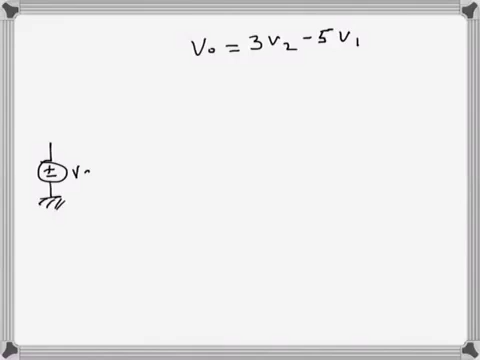 V₀ = 3V₂ - 5V₁
±
V